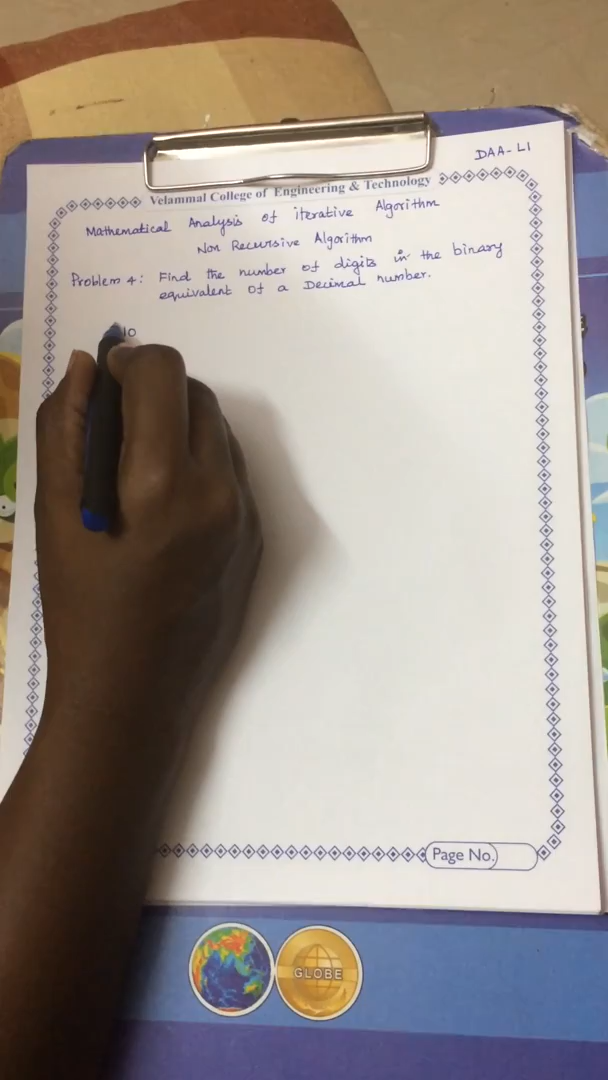 DAA-L1
Velammal College of Engineering & Technology
Mathematical Analysis of iterative Algorithm
Non Recursive Algorithm
Problem 4: Find the number of digits in the binary
equivalent of a Decimal number.
10
Page No.
GLOBE